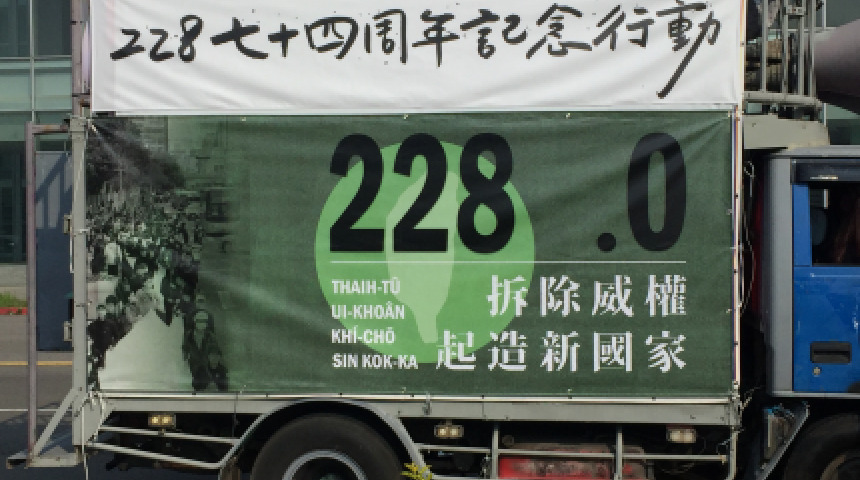 228七十四周年記念行動
228 .0
THAIH-TÛ
UI-KHOÂN
KHÍ-CHŌ
SIN KOK-KA
拆除威權
起造新國家